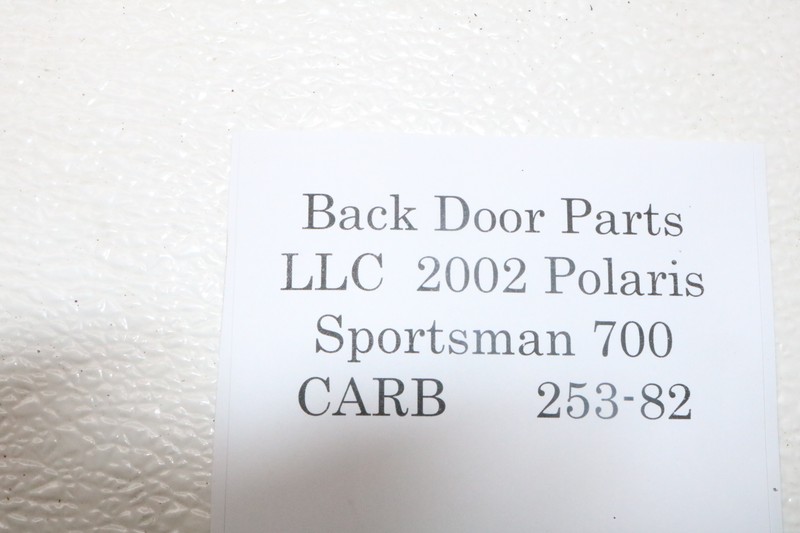 Back Door Parts
LLC 2002 Polaris
Sportsman 700
CARB 253-82